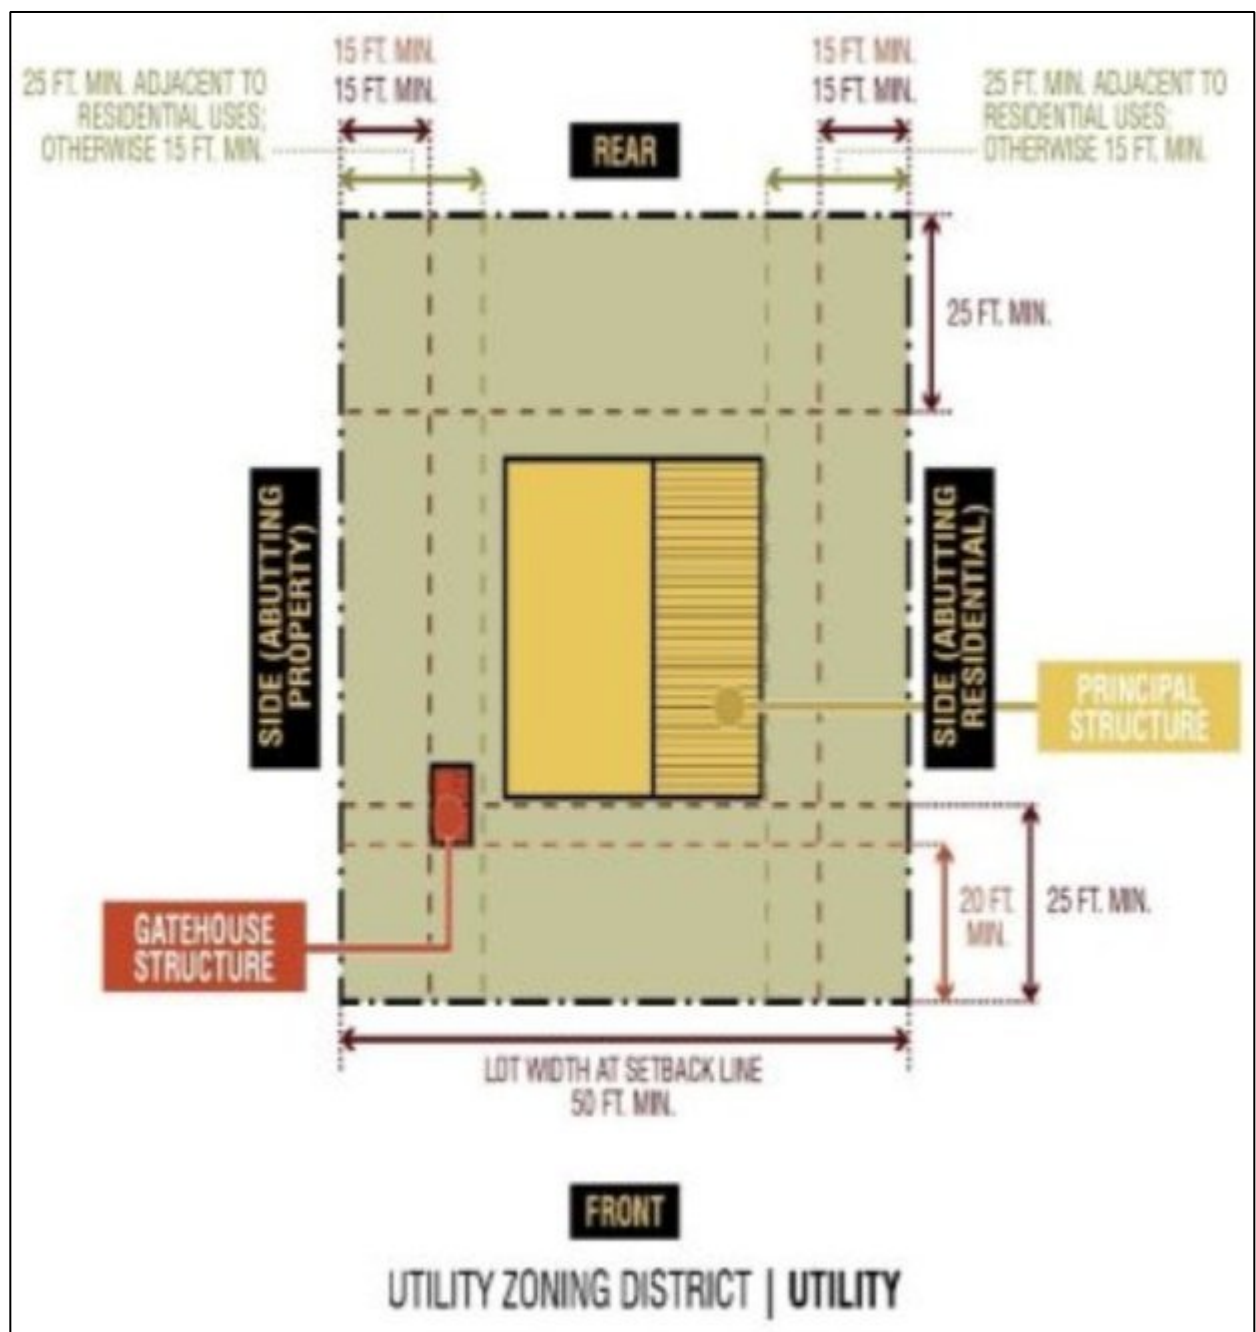 15 FT. MIN.
15 FT. MIN.
25 FT. MIN. ADJACENT TO
RESIDENTIAL USES;
OTHERWISE 15 FT. MIN.
REAR
15 FT. MIN.
15 FT. MIN.
25 FT. MIN. ADJACENT TO
RESIDENTIAL USES;
OTHERWISE 15 FT. MIN.
25 FT. MIN.
SIDE (ABUTTING
PROPERTY)
SIDE (ABUTTING
RESIDENTIAL)
PRINCIPAL
STRUCTURE
GATEHOUSE
STRUCTURE
20 FT.
MIN.
25 FT. MIN.
LOT WIDTH AT SETBACK LINE
50 FT. MIN.
FRONT
UTILITY ZONING DISTRICT | UTILITY